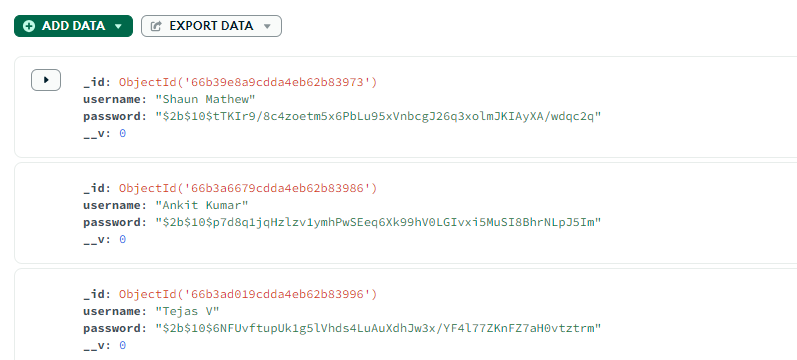 ADD DATA
EXPORT DATA
_id: ObjectId('66b39e8a9cdda4eb62b83973')
username: "Shaun Mathew"
password: "$2b$10$tTKIr9/8c4zoetm5x6PbLu95xVnbcgJ26q3xolmJKIAyXA/wdqc2q"
__v: 0
_id: ObjectId('66b3a6679cdda4eb62b83986')
username: "Ankit Kumar"
password: "$2b$10$p7d8q1jqHzlzv1ymhPwSEeq6Xk99hV0LGIvxi5MuSI8BhrNLpJ5Im"
__v: 0
_id: ObjectId('66b3ad019cdda4eb62b83996')
username: "Tejas V"
password: "$2b$10$6NFUvftupUk1g5lVhds4LuAuXdhJw3x/YF4l77ZKnFZ7aH0vtztrm"
__v: 0